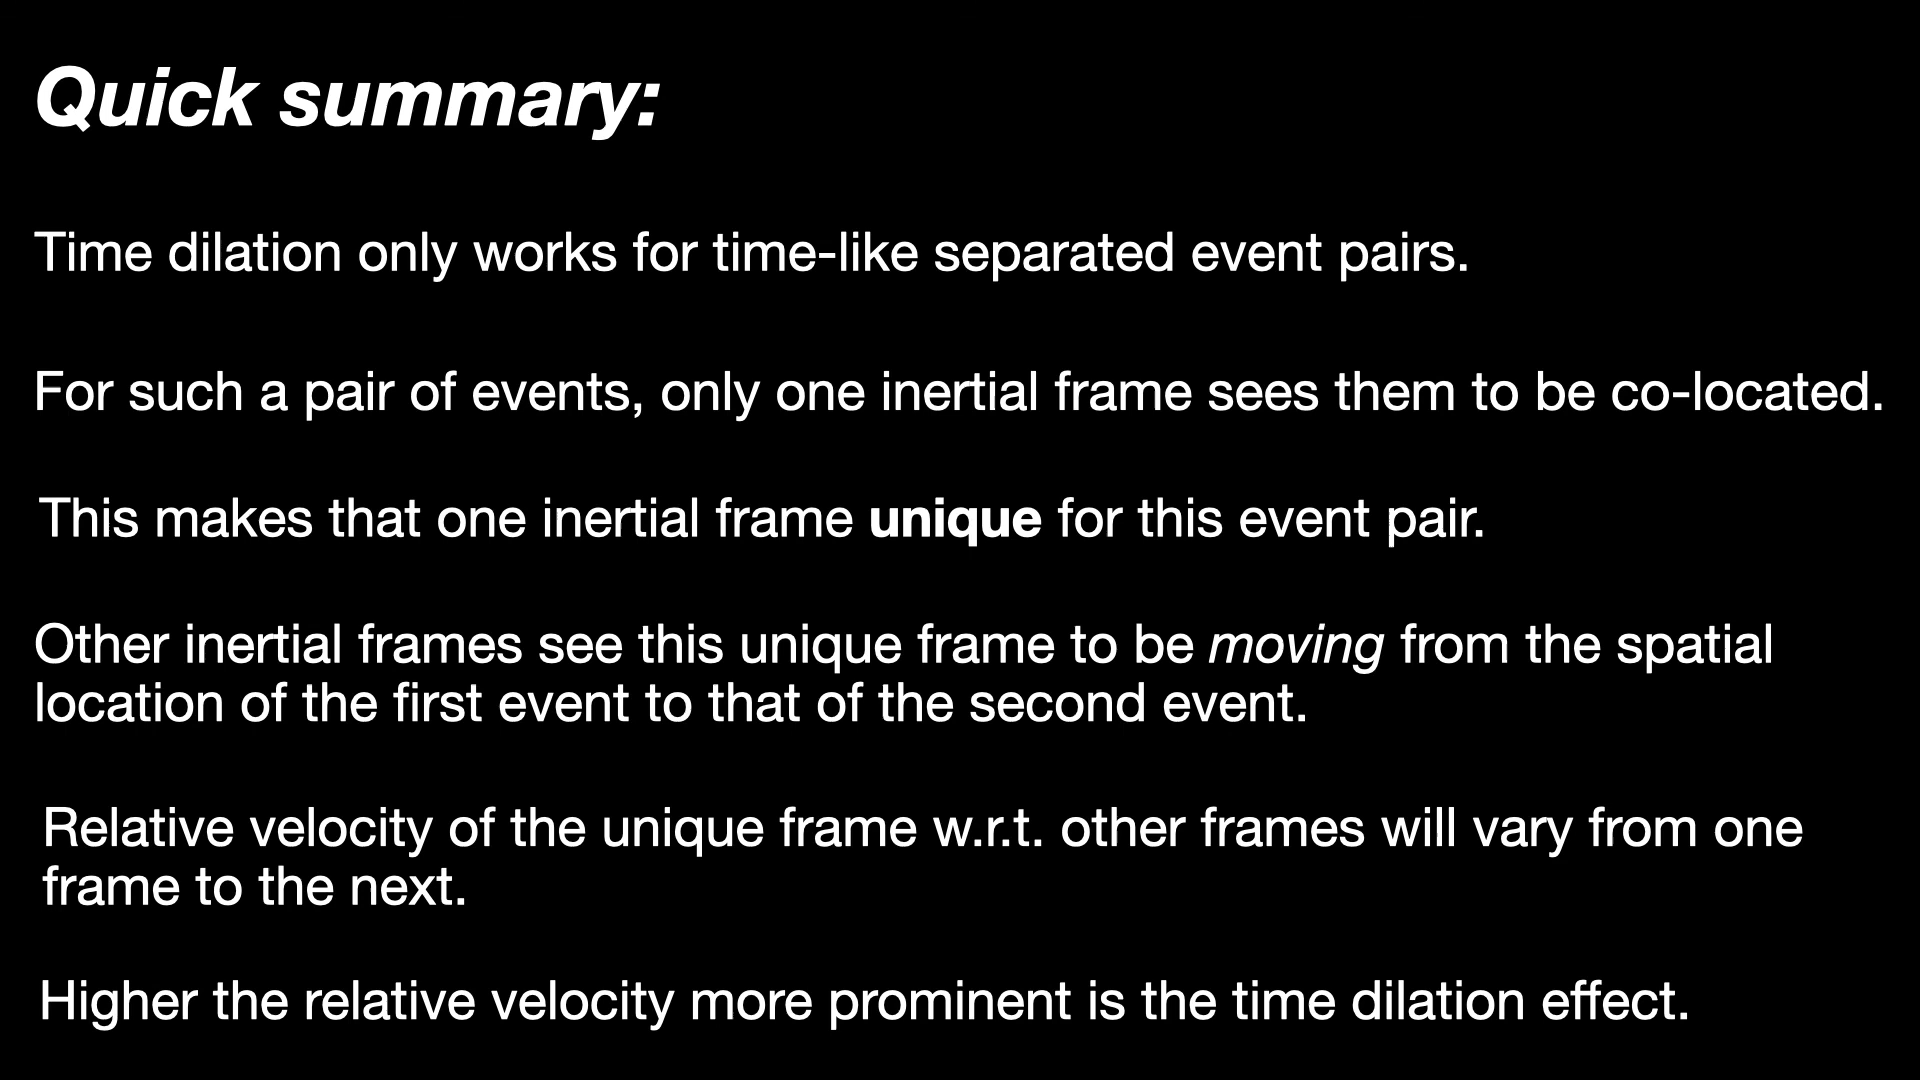 Quick summary:
Time dilation only works for time-like separated event pairs.
For such a pair of events, only one inertial frame sees them to be co-located.
This makes that one inertial frame unique for this event pair.
Other inertial frames see this unique frame to be moving from the spatial
location of the first event to that of the second event.
Relative velocity of the unique frame w.r.t. other frames will vary from one
frame to the next.
Higher the relative velocity more prominent is the time dilation effect.